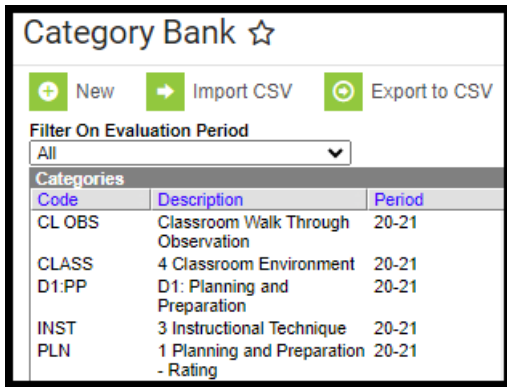 Category Bank
New Import CSV Export to CSV
Filter On Evaluation Period
All
Categories
Code Description Period
CL OBS Classroom Walk Through 20-21
Observation
CLASS 4 Classroom Environment 20-21
D1:PP D1: Planning and 20-21
Preparation
INST 3 Instructional Technique 20-21
PLN 1 Planning and Preparation 20-21
- Rating